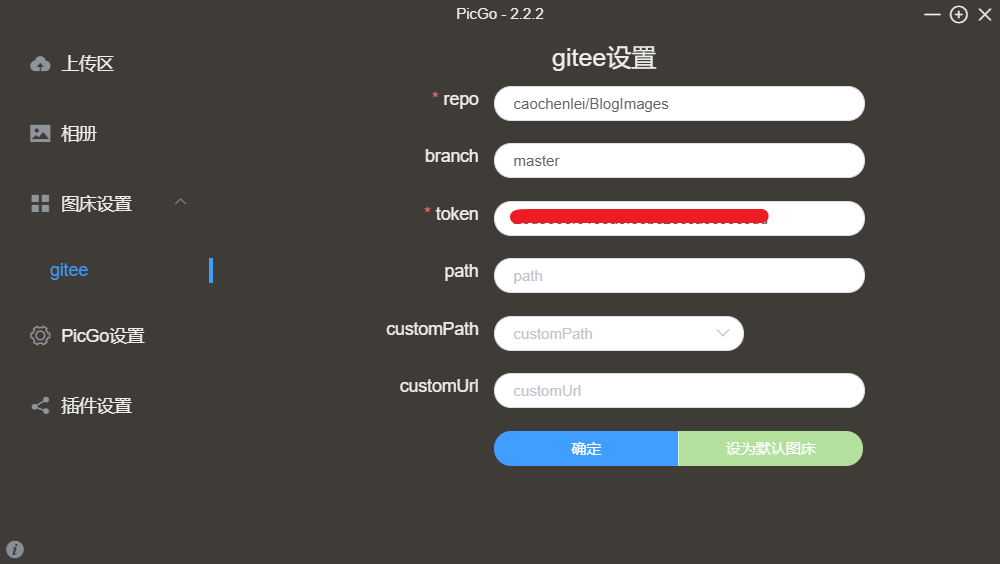 PicGo - 2.2.2
上传区
相册
图床设置
gitee
PicGo设置
插件设置
gitee设置
* repo
caochenlei/BlogImages
branch
master
* token
path
path
customPath
customPath
customUrl
customUrl
确定
设为默认图床